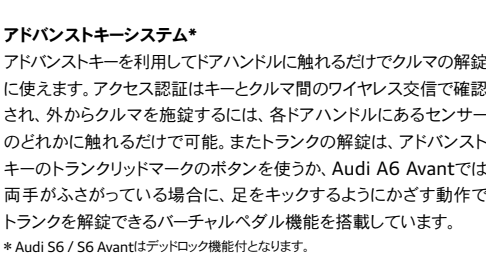 アドバンストキーシステム*
アドバンストキーを利用してドアハンドルに触れるだけでクルマの解錠
に使えます。アクセス認証はキーとクルマ間のワイヤレス交信で確認
され、外からクルマを施錠するには、各ドアハンドルにあるセンサー
のどれかに触れるだけで可能。またトランクの解錠は、アドバンスト
キーのトランクリッドマークのボタンを使うか、Audi A6 Avantでは
両手がふさがっている場合に、足をキックするようにかざす動作で
トランクを解錠できるバーチャルペダル機能を搭載しています。
* Audi S6 / S6 Avantはデッドロック機能付となります。